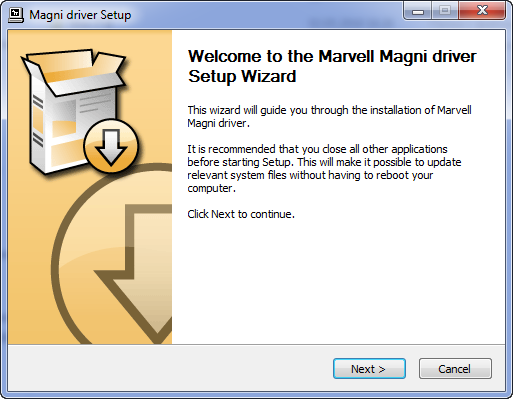 Magni driver Setup
Welcome to the Marvell Magni driver
Setup Wizard
This wizard will guide you through the installation of Marvell
Magni driver.
It is recommended that you close all other applications
before starting Setup. This will make it possible to update
relevant system files without having to reboot your
computer.
Click Next to continue.
Next >
Cancel